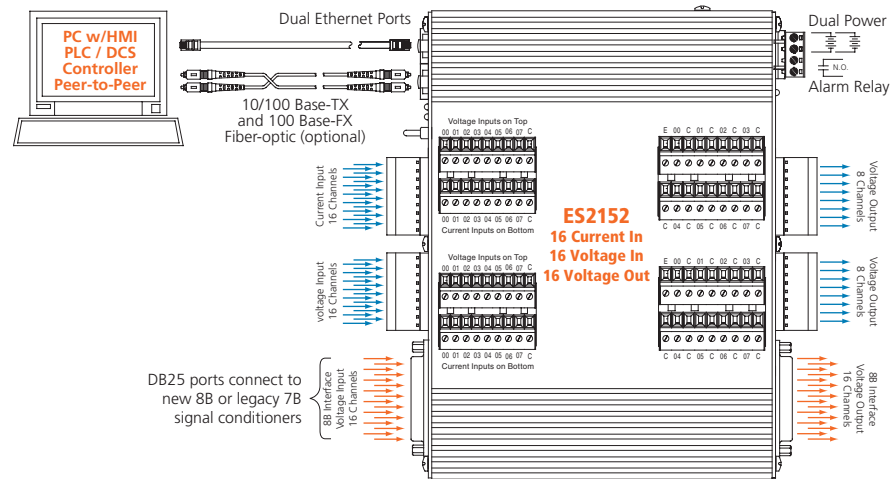 Dual Ethernet Ports
Dual Power
PC w/HMI
PLC / DCS
Controller
Peer-to-Peer
N.O.
Alarm Relay
10/100 Base-TX
and 100 Base-FX
Fiber-optic (optional)
Voltage Inputs on Top
00 01 02 03 04 05 06 07 C
E 00 C 01 C 02 C 03 C
Current Input
16 Channels
Voltage Output
8 Channels
00 01 02 03 04 05 06 07 C
Current Inputs on Bottom
C 04 C 05 C 06 C 07 C
ES2152
16 Current In
16 Voltage In
16 Voltage Out
Voltage Inputs on Top
00 01 02 03 04 05 06 07 C
E 00 C 01 C 02 C 03 C
voltage Input
16 Channels
Voltage Output
8 Channels
00 01 02 03 04 05 06 07 C
Current Inputs on Bottom
C 04 C 05 C 06 C 07 C
DB25 ports connect to
new 8B or legacy 7B
signal conditioners
8B Interface
Voltage Input
16 Channels
8B Interface
Voltage Output
16 Channels